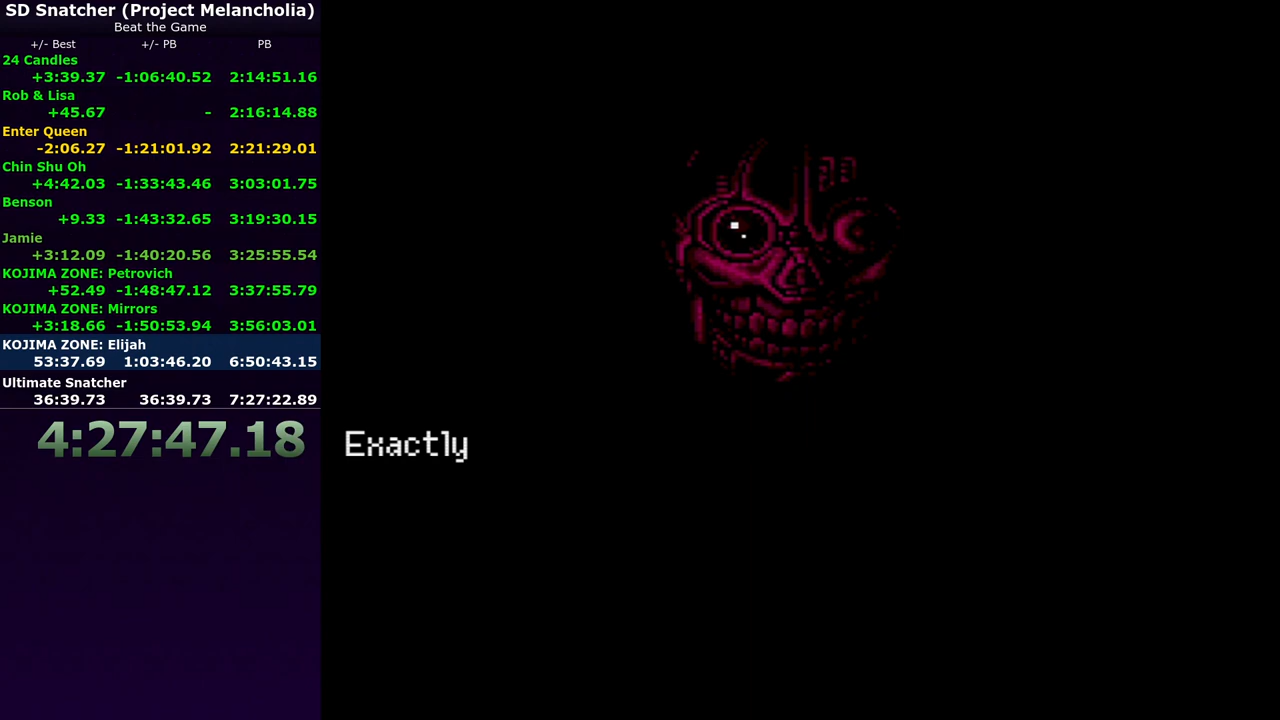 SD Snatcher (Project Melancholia)
Beat the Game
+/- Best +/- PB PB
24 Candles
+3:39.37 -1:06:40.52 2:14:51.16
Rob & Lisa
+45.67 - 2:16:14.88
Enter Queen
-2:06.27 -1:21:01.92 2:21:29.01
Chin Shu Oh
+4:42.03 -1:33:43.46 3:03:01.75
Benson
+9.33 -1:43:32.65 3:19:30.15
Jamie
+3:12.09 -1:40:20.56 3:25:55.54
KOJIMA ZONE: Petrovich
+52.49 -1:48:47.12 3:37:55.79
KOJIMA ZONE: Mirrors
+3:18.66 -1:50:53.94 3:56:03.01
KOJIMA ZONE: Elijah
53:37.69 1:03:46.20 6:50:43.15
Ultimate Snatcher
36:39.73 36:39.73 7:27:22.89
4:27:47.18
Exactly